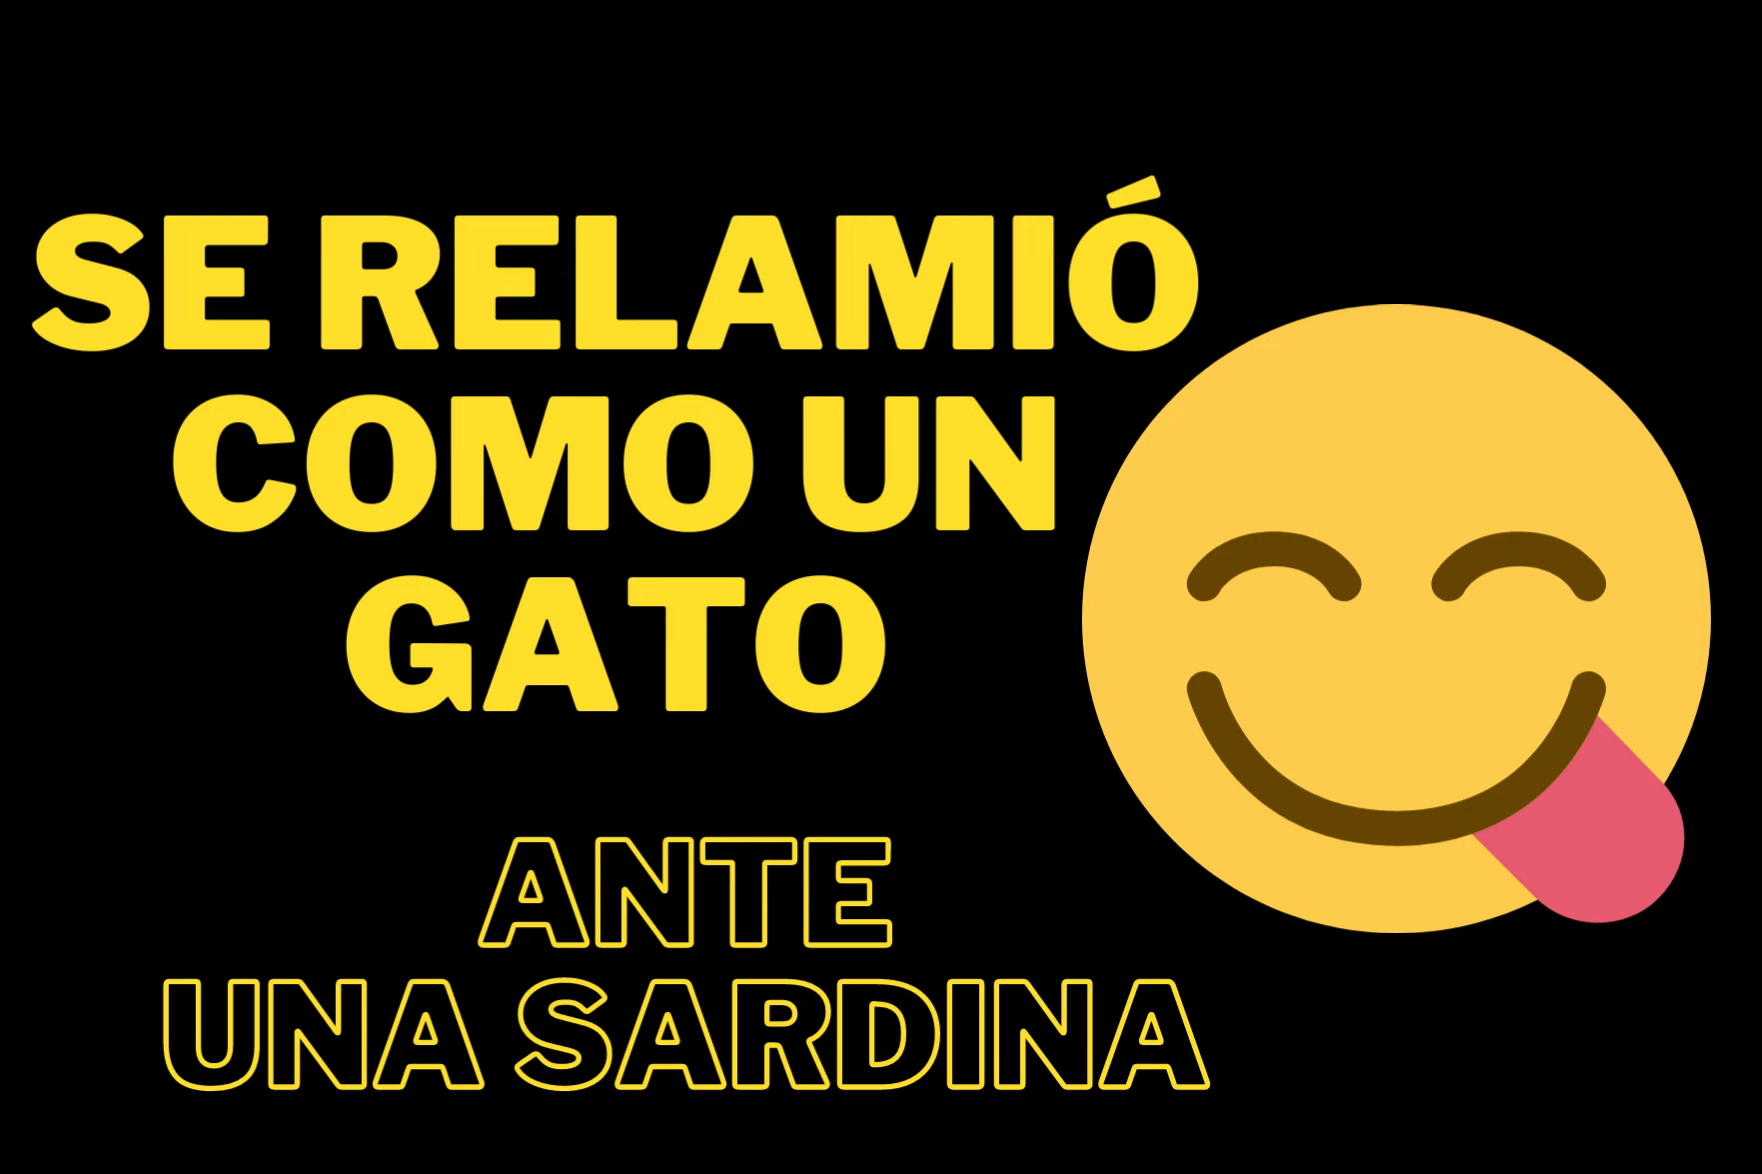 SE RELAMIÓ
COMO UN
GATO
ANTE
UNA SARDINA